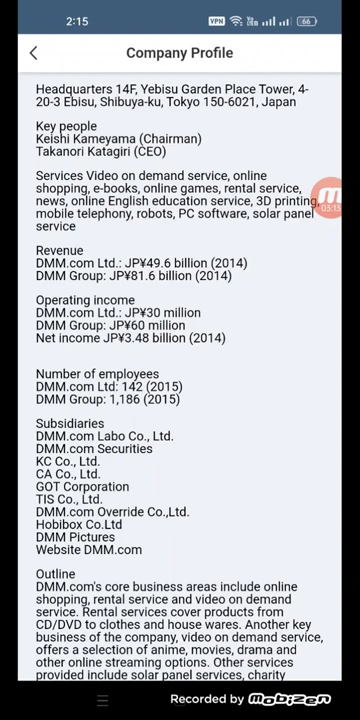 2:15
VPN
66
Company Profile
Headquarters 14F, Yebisu Garden Place Tower, 4-
20-3 Ebisu, Shibuya-ku, Tokyo 150-6021, Japan
Key people
Keishi Kameyama (Chairman)
Takanori Katagiri (CEO)
Services Video on demand service, online
shopping, e-books, online games, rental service,
news, online English education service, 3D printing,
mobile telephony, robots, PC software, solar panel
service
03:13
Revenue
DMM.com Ltd.: JP¥49.6 billion (2014)
DMM Group: JP¥81.6 billion (2014)
Operating income
DMM.com Ltd.: JP¥30 million
DMM Group: JP¥60 million
Net income JP¥3.48 billion (2014)
Number of employees
DMM.com Ltd: 142 (2015)
DMM Group: 1,186 (2015)
Subsidiaries
DMM.com Labo Co., Ltd.
DMM.com Securities
KC Co., Ltd.
CA Co., Ltd.
GOT Corporation
TIS Co., Ltd.
DMM.com Override Co.,Ltd.
Hobibox Co.Ltd
DMM Pictures
Website DMM.com
Outline
DMM.com's core business areas include online
shopping, rental service and video on demand
service. Rental services cover products from
CD/DVD to clothes and house wares. Another key
business of the company, video on demand service,
offers a selection of anime, movies, drama and
other online streaming options. Other services
provided include solar panel services, charity
Recorded by mobizen